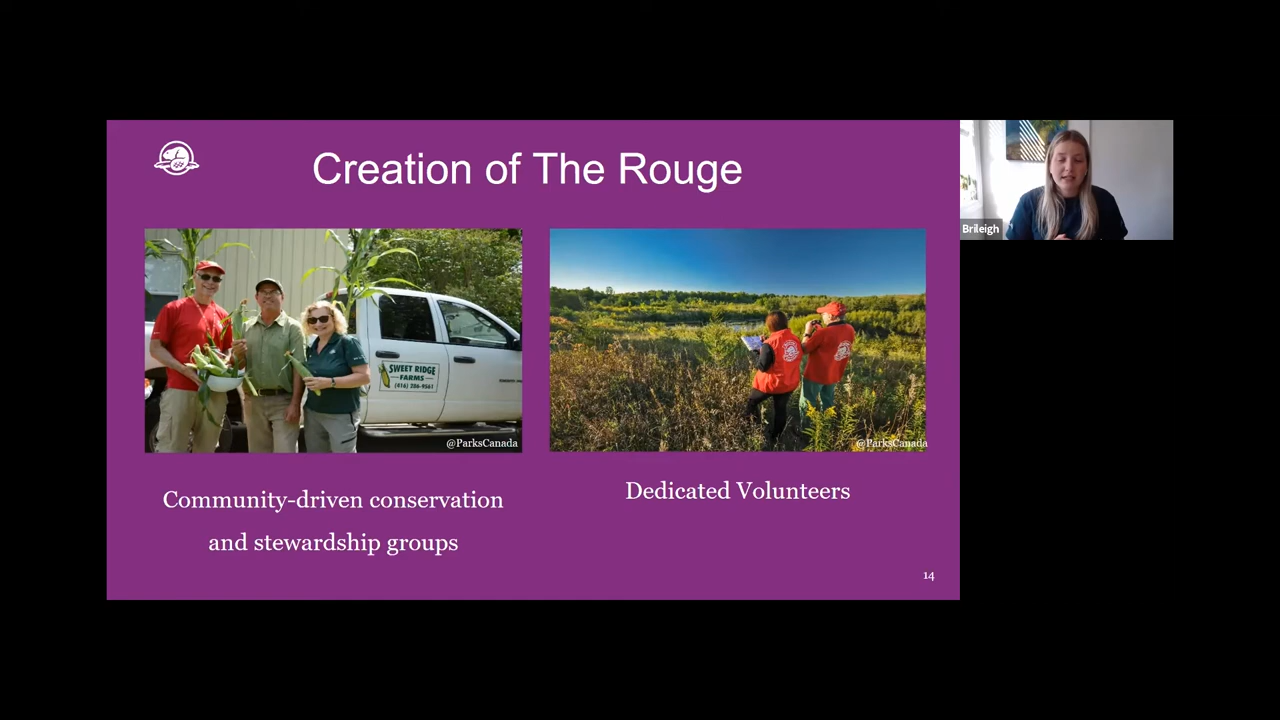 Creation of The Rouge
Brileigh
SWEET RIDGE
FARMS
(416) 286-9561
@ParksCanada
@ParksCanada
Community-driven conservation
and stewardship groups
Dedicated Volunteers
14